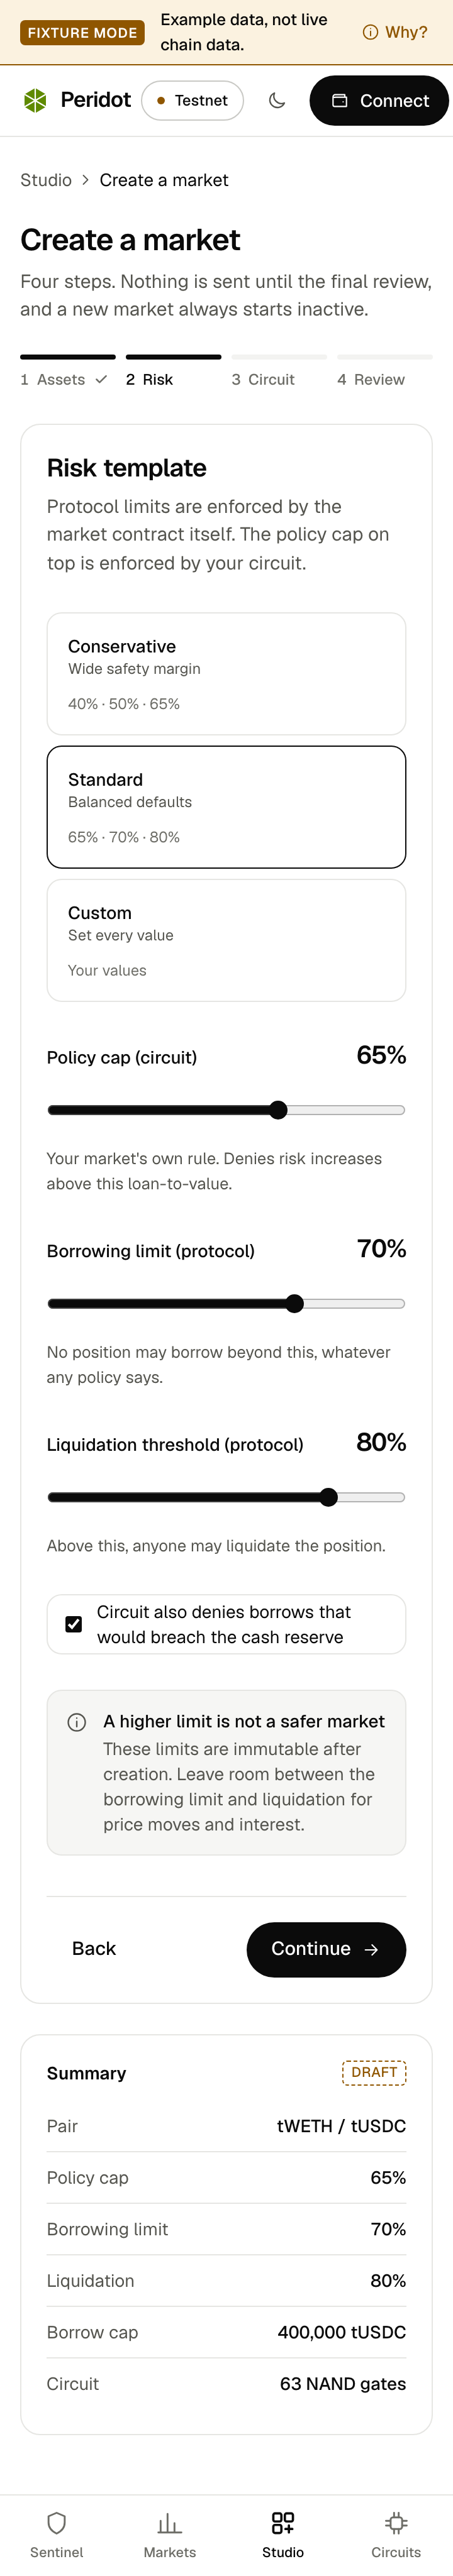 FIXTURE MODE
Example data, not live
chain data.
Why?
Peridot
Testnet
Connect
Studio
Create a market
Create a market
Four steps. Nothing is sent until the final review,
and a new market always starts inactive.
1 Assets
2 Risk
3 Circuit
4 Review
Risk template
Protocol limits are enforced by the
market contract itself. The policy cap on
top is enforced by your circuit.
Conservative
Wide safety margin
40% · 50% · 65%
Standard
Balanced defaults
65% · 70% · 80%
Custom
Set every value
Your values
Policy cap (circuit) 65%
Your market's own rule. Denies risk increases
above this loan-to-value.
Borrowing limit (protocol) 70%
No position may borrow beyond this, whatever
any policy says.
Liquidation threshold (protocol) 80%
Above this, anyone may liquidate the position.
Circuit also denies borrows that
would breach the cash reserve
A higher limit is not a safer market
These limits are immutable after
creation. Leave room between the
borrowing limit and liquidation for
price moves and interest.
Back
Continue
Summary DRAFT
Pair tWETH / tUSDC
Policy cap 65%
Borrowing limit 70%
Liquidation 80%
Borrow cap 400,000 tUSDC
Circuit 63 NAND gates
Sentinel
Markets
Studio
Circuits